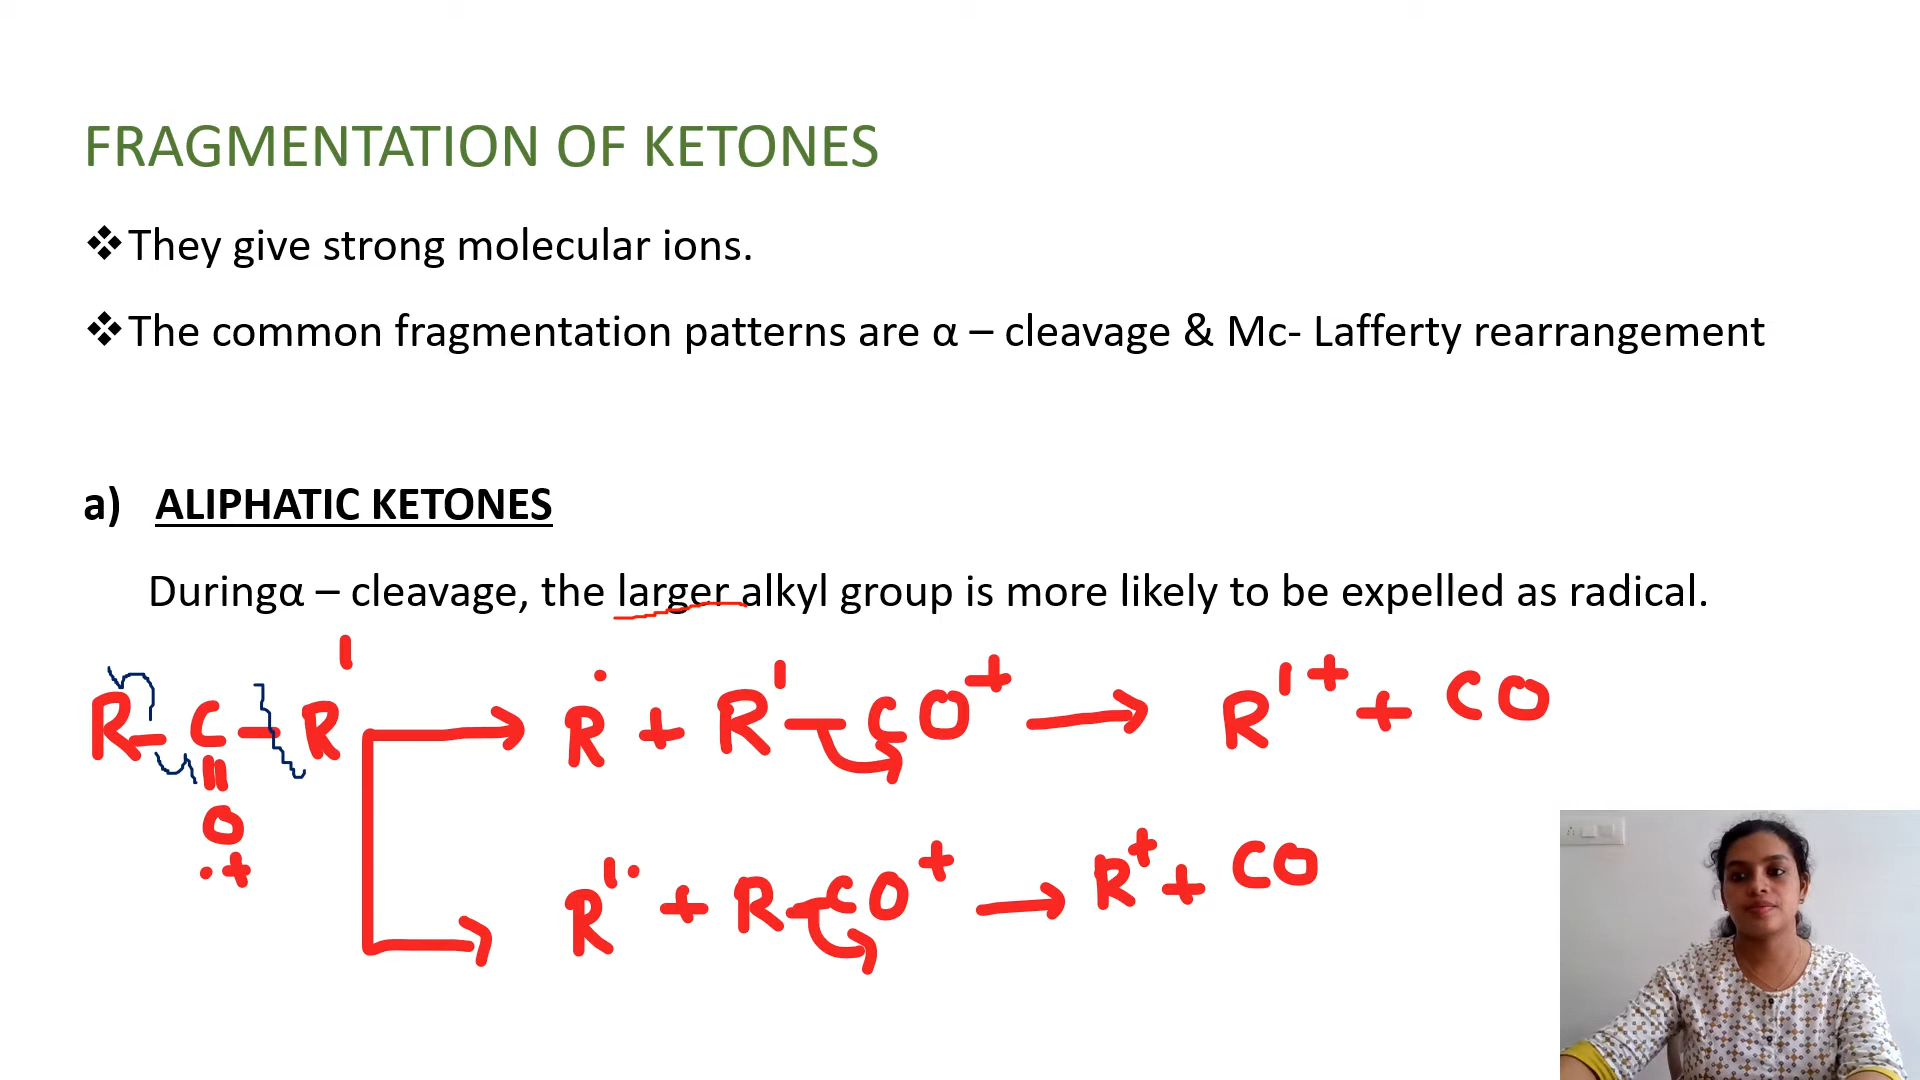 FRAGMENTATION OF KETONES
❖They give strong molecular ions.
❖The common fragmentation patterns are α – cleavage & Mc- Lafferty rearrangement
a) ALIPHATIC KETONES
Duringα – cleavage, the larger alkyl group is more likely to be expelled as radical.
R–C–R' → R• + R'–CO+ → R'+ + CO
||
O
•+
R'• + R–CO+ → R+ + CO